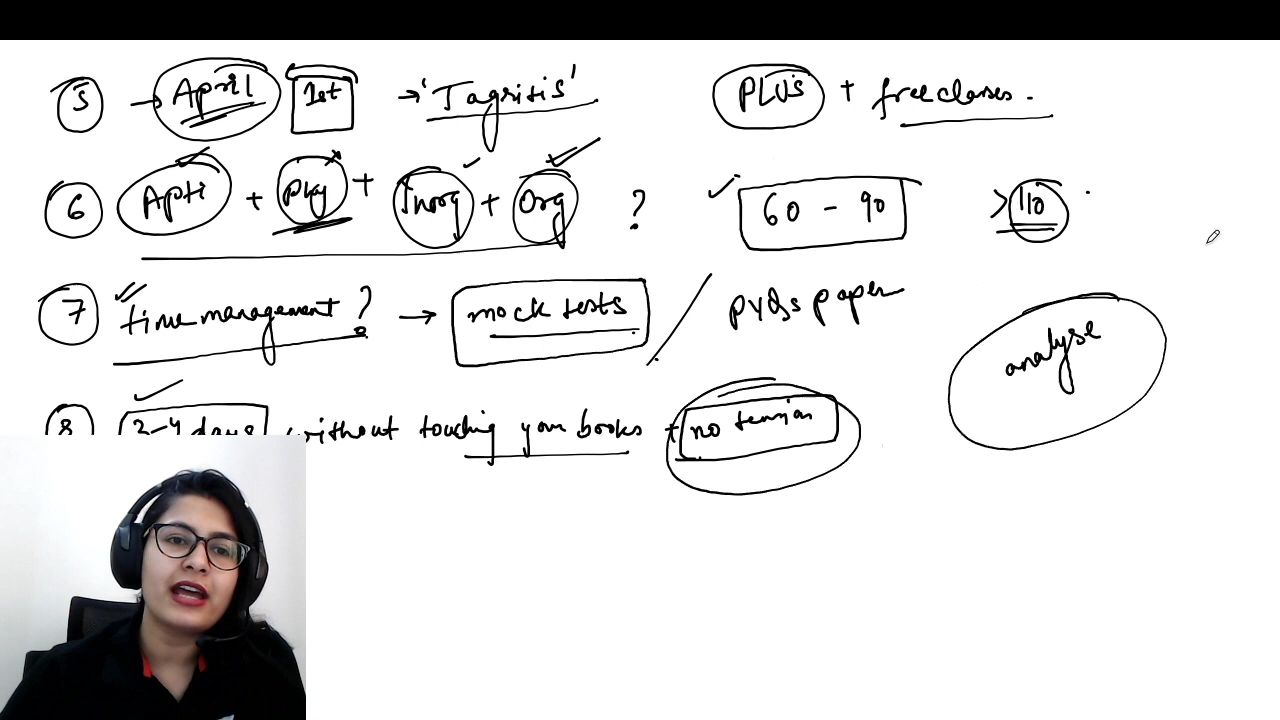 5 → April 1st → 'Jagritis' PLUS + free classes.
6 Apti + Phy + Inorg + Org ? 60 - 90 > 110
7 time management ? → mock tests / PYQs paper analyse
8 3-4 days without touching your books + no tension